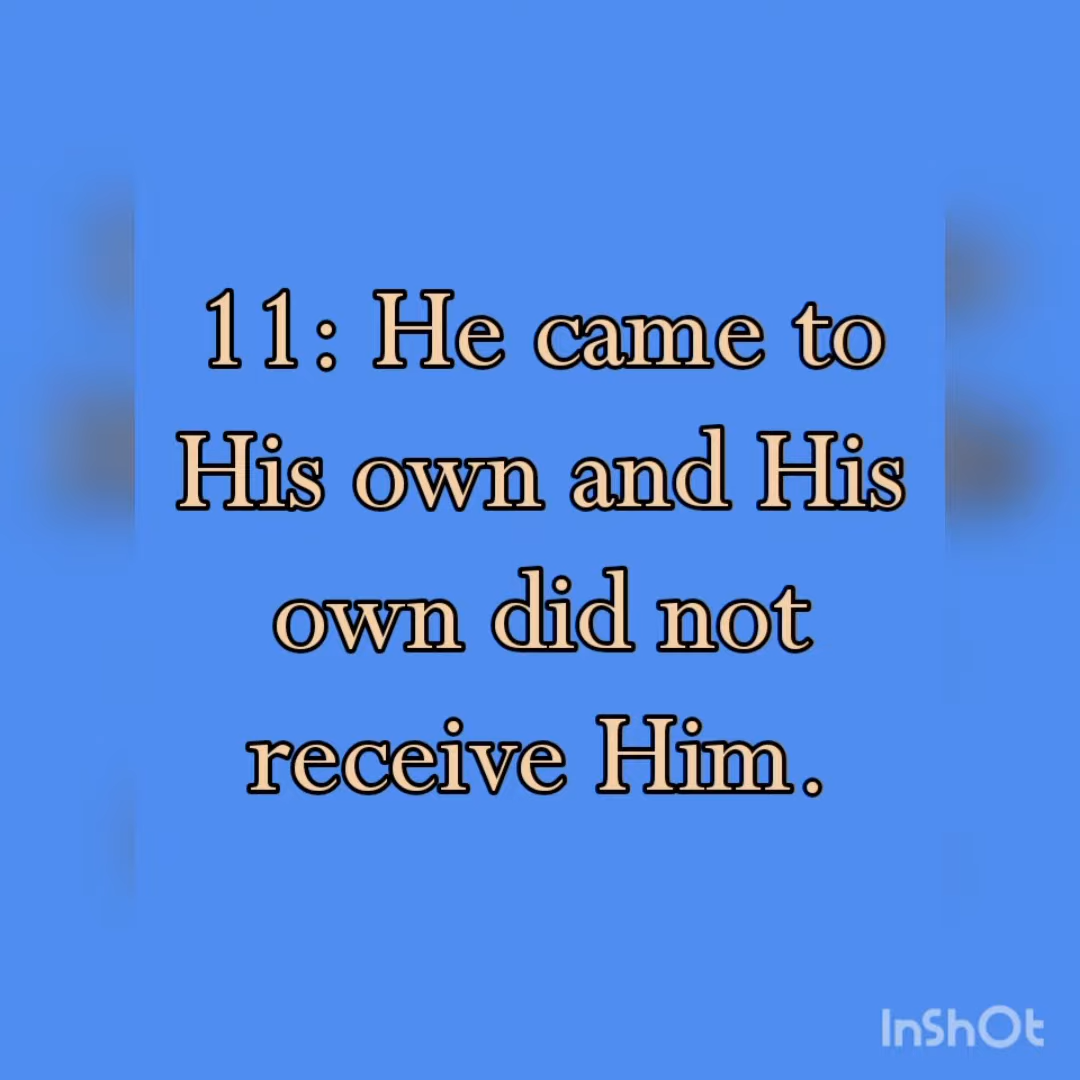 11: He came to
His own and His
own did not
receive Him.
InShOt